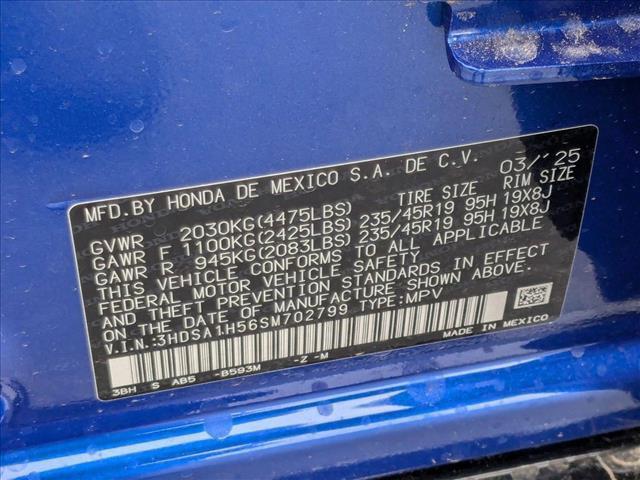 MFD.BY HONDA DE MEXICO S.A. DE C.V. 03/'25
TIRE SIZE RIM SIZE
GVWR 2030KG(4475LBS)
GAWR F 1100KG(2425LBS) 235/45R19 95H 19X8J
GAWR R 945KG(2083LBS) 235/45R19 95H 19X8J
THIS VEHICLE CONFORMS TO ALL APPLICABLE
FEDERAL MOTOR VEHICLE SAFETY
AND THEFT PREVENTION STANDARDS IN EFFECT
ON THE DATE OF MANUFACTURE SHOWN ABOVE.
V.I.N.:3HDSA1H56SM702799 TYPE:MPV
MADE IN MEXICO
3BH S AB5 -B593M -Z -M